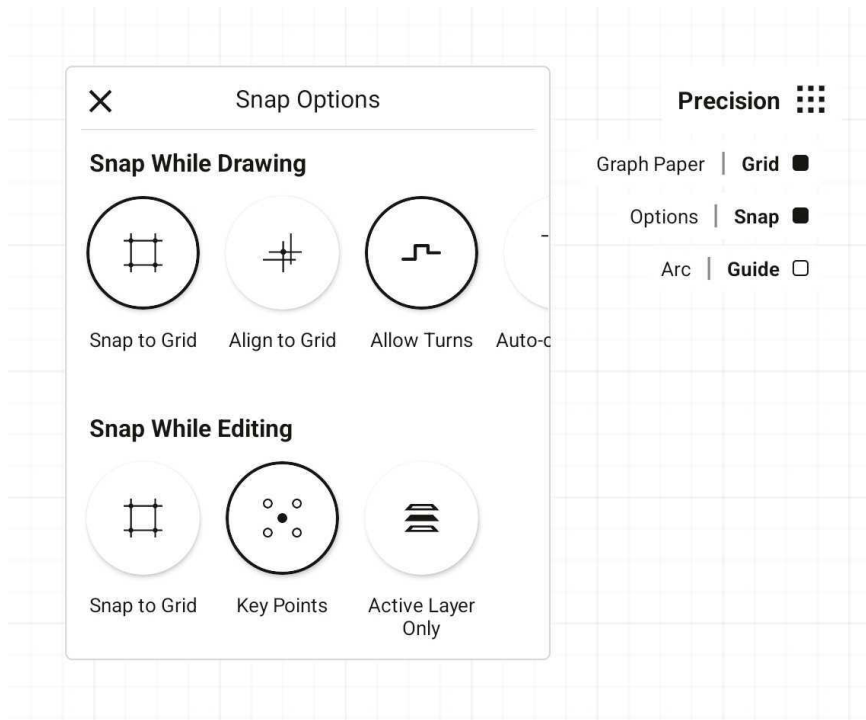 Snap Options
Snap While Drawing
Snap to Grid
Align to Grid
Allow Turns
Snap While Editing
Snap to Grid
Key Points
Active Layer
Only
Precision
Graph Paper | Grid
Options | Snap
Arc | Guide